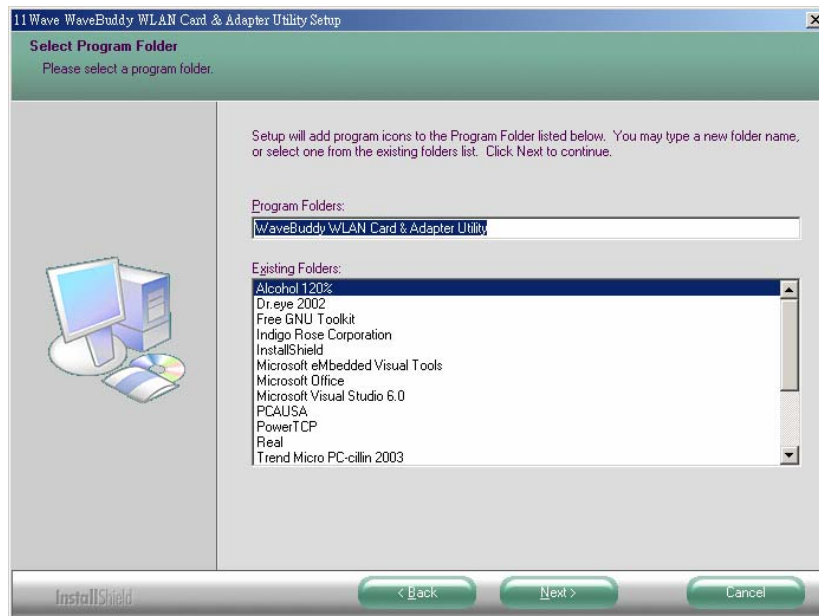 11Wave WaveBuddy WLAN Card & Adapter Utility Setup
Select Program Folder
Please select a program folder.
Setup will add program icons to the Program Folder listed below. You may type a new folder name,
or select one from the existing folders list. Click Next to continue.
Program Folders:
WaveBuddy WLAN Card & Adapter Utility
Existing Folders:
Alcohol 120%
Dr.eye 2002
Free GNU Toolkit
Indigo Rose Corporation
InstallShield
Microsoft eMbedded Visual Tools
Microsoft Office
Microsoft Visual Studio 6.0
PCAUSA
PowerTCP
Real
Trend Micro PC-cillin 2003
InstallShield
< Back
Next >
Cancel